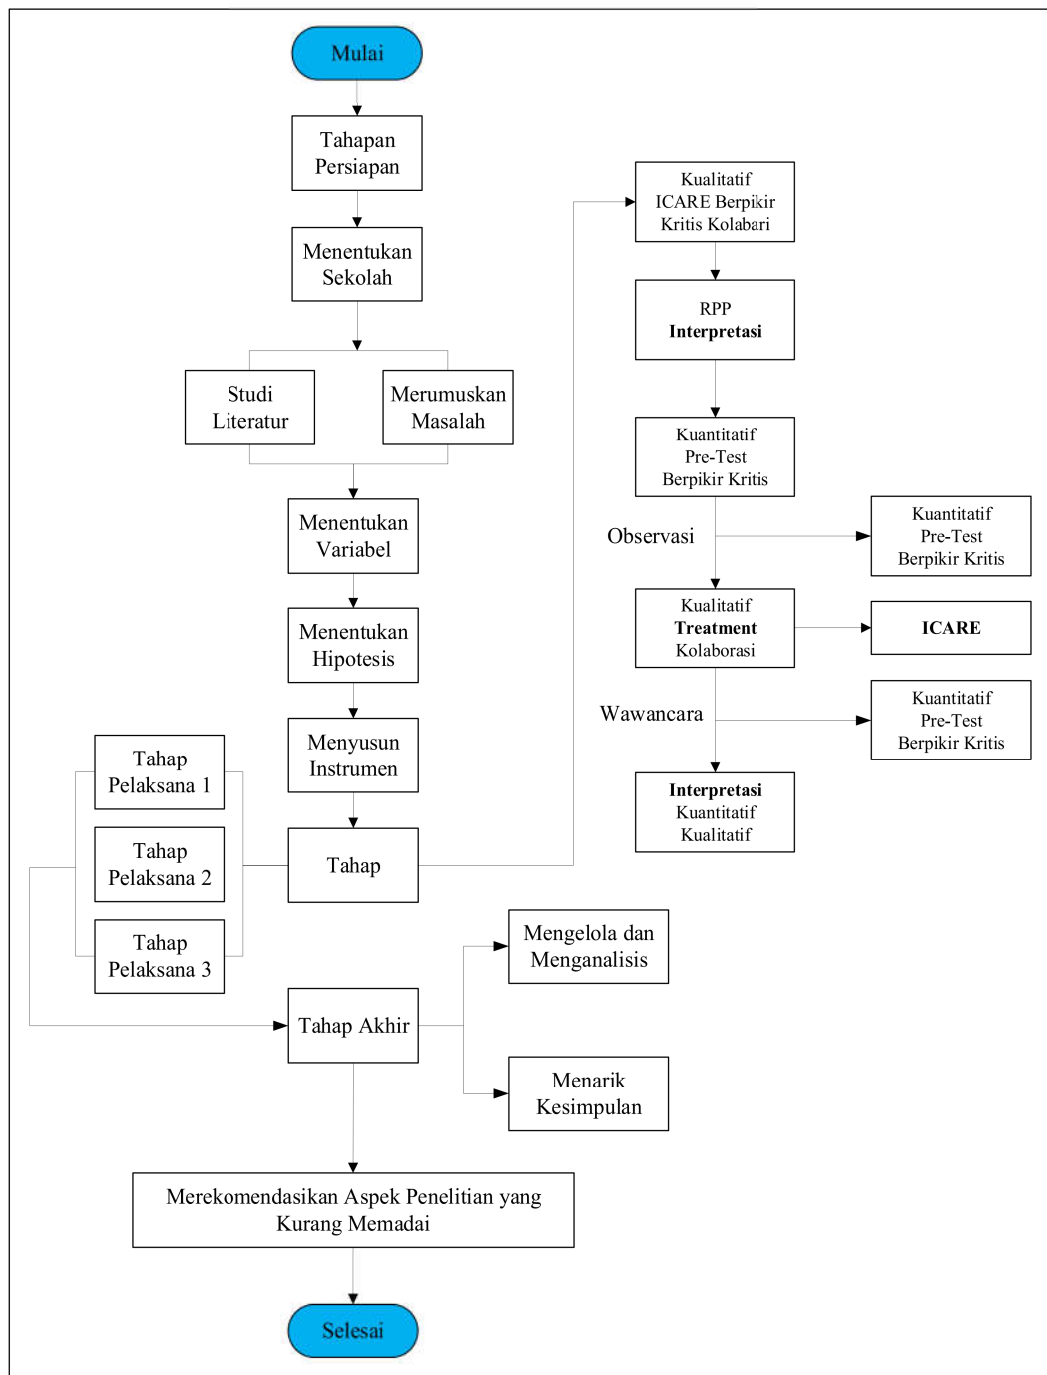 Mulai
Tahapan
Persiapan
Menentukan
Sekolah
Studi
Literatur
Merumuskan
Masalah
Menentukan
Variabel
Menentukan
Hipotesis
Menyusun
Instrumen
Tahap
Tahap
Pelaksana 1
Tahap
Pelaksana 2
Tahap
Pelaksana 3
Kualitatif
ICARE Berpikir
Kritis Kolabari
RPP
Interpretasi
Kuantitatif
Pre-Test
Berpikir Kritis
Observasi
Kuantitatif
Pre-Test
Berpikir Kritis
Kualitatif
Treatment
Kolaborasi
ICARE
Wawancara
Kuantitatif
Pre-Test
Berpikir Kritis
Interpretasi
Kuantitatif
Kualitatif
Tahap Akhir
Mengelola dan
Menganalisis
Menarik
Kesimpulan
Merekomendasikan Aspek Penelitian yang
Kurang Memadai
Selesai